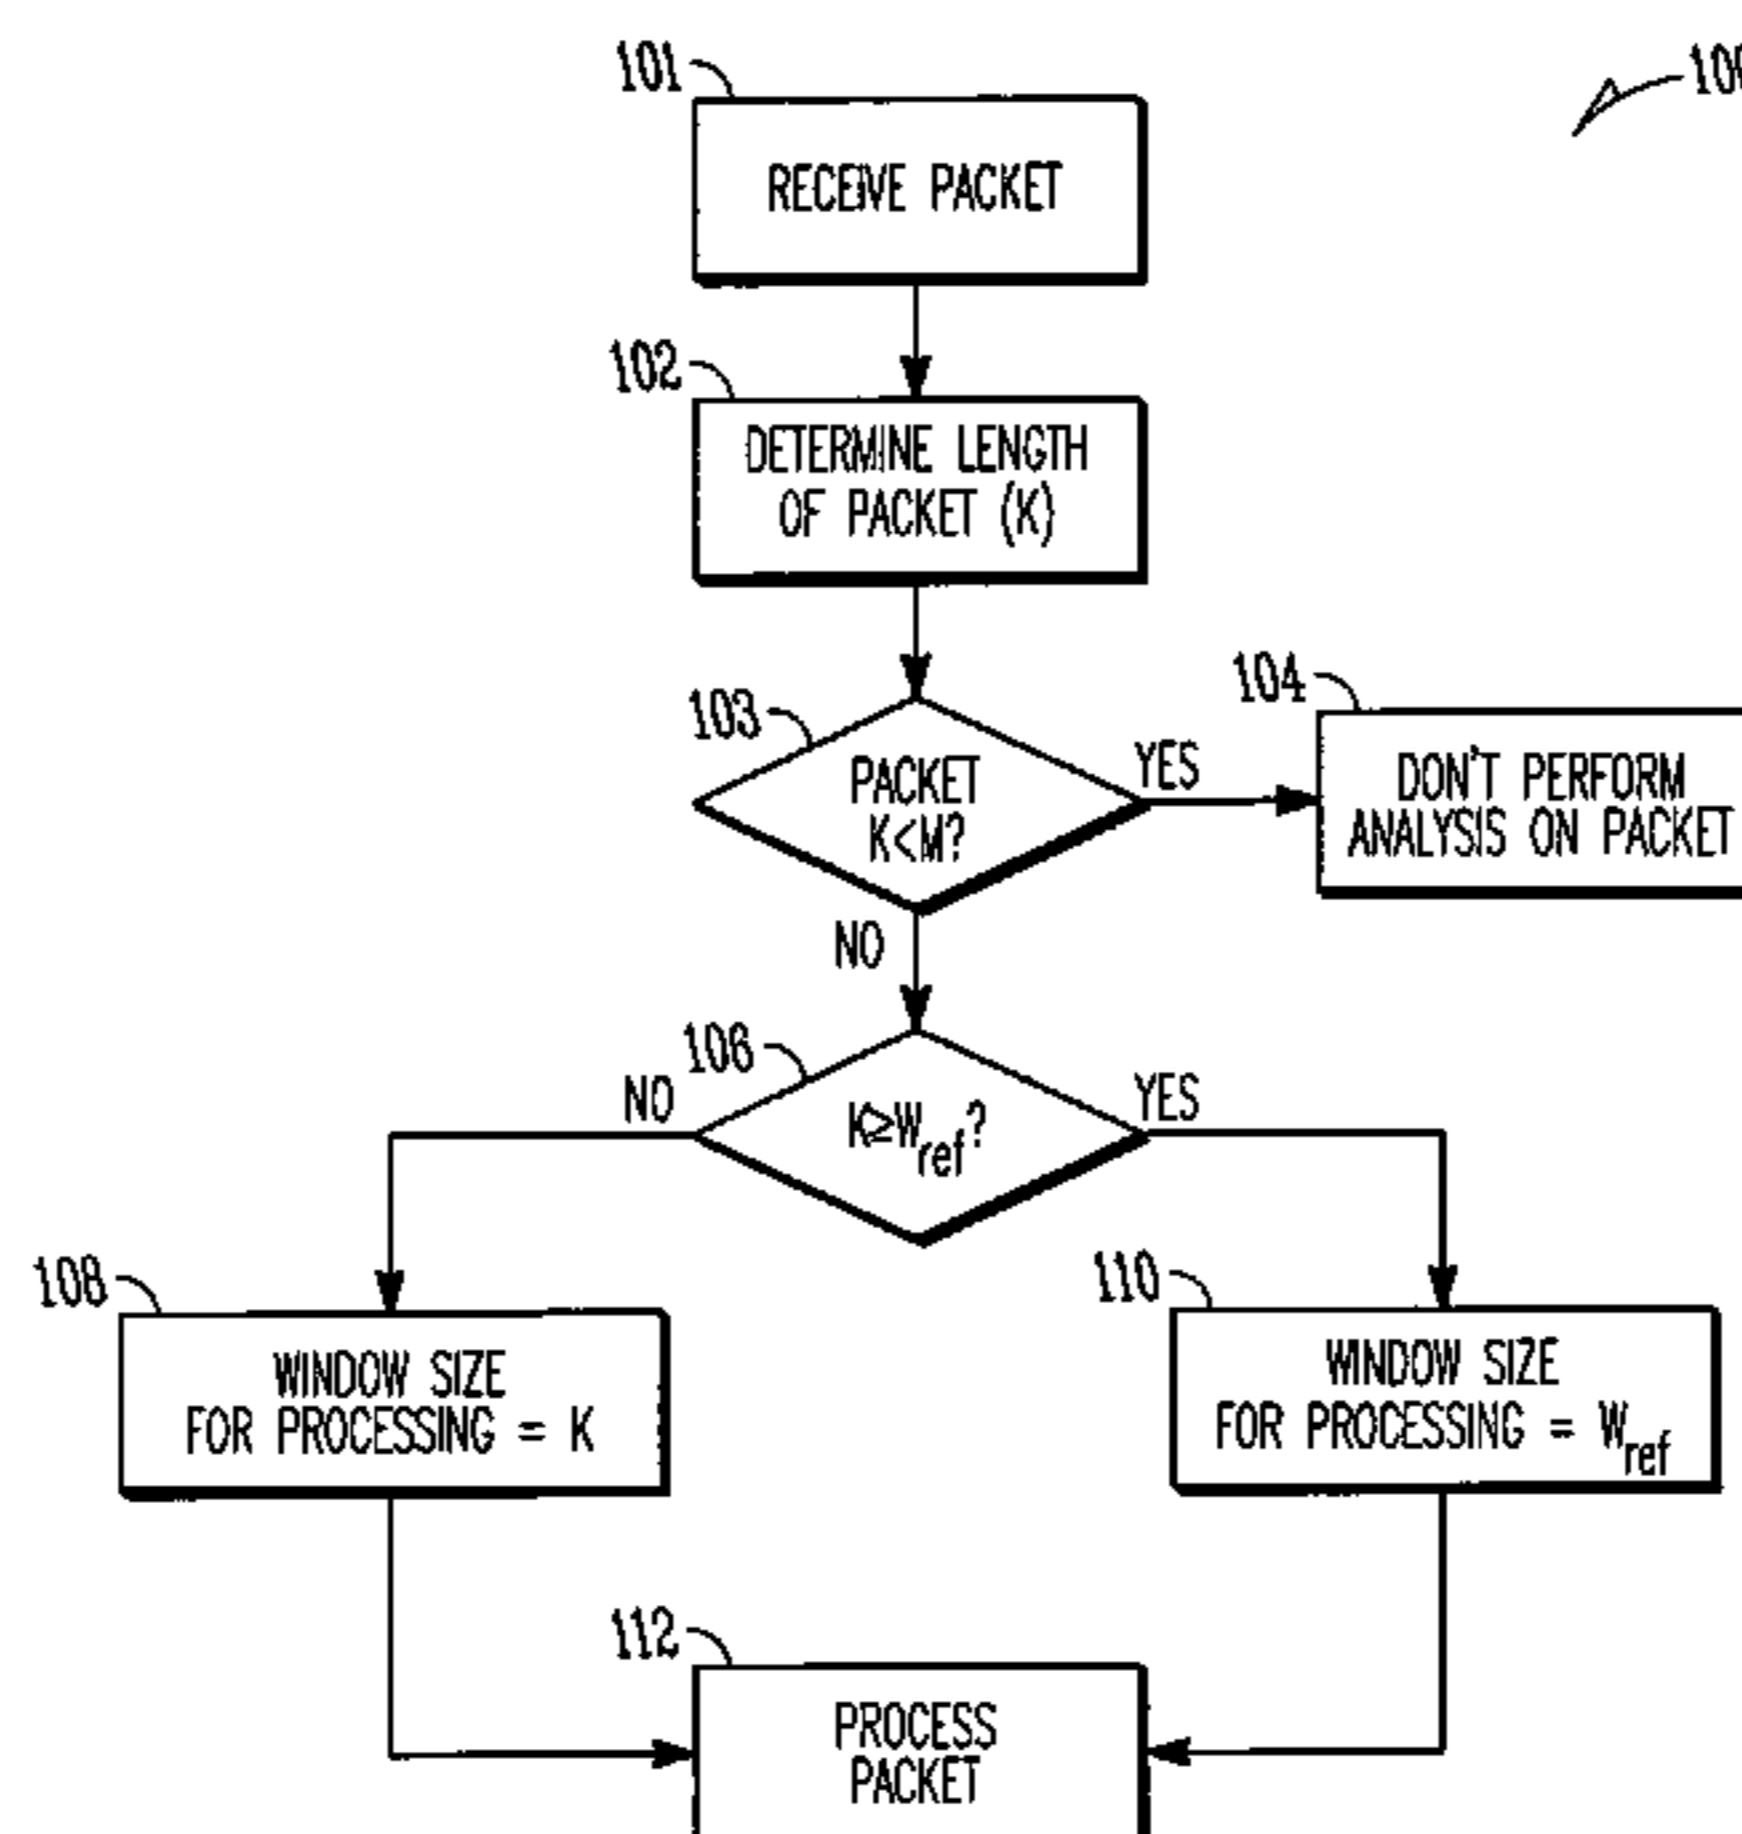 101
100
RECEIVE PACKET
102
DETERMINE LENGTH
OF PACKET (K)
103
PACKET
K<M?
YES
104
DON'T PERFORM
ANALYSIS ON PACKET
NO
106
NO
K≥Wref?
YES
108
WINDOW SIZE
FOR PROCESSING = K
110
WINDOW SIZE
FOR PROCESSING = Wref
112
PROCESS
PACKET